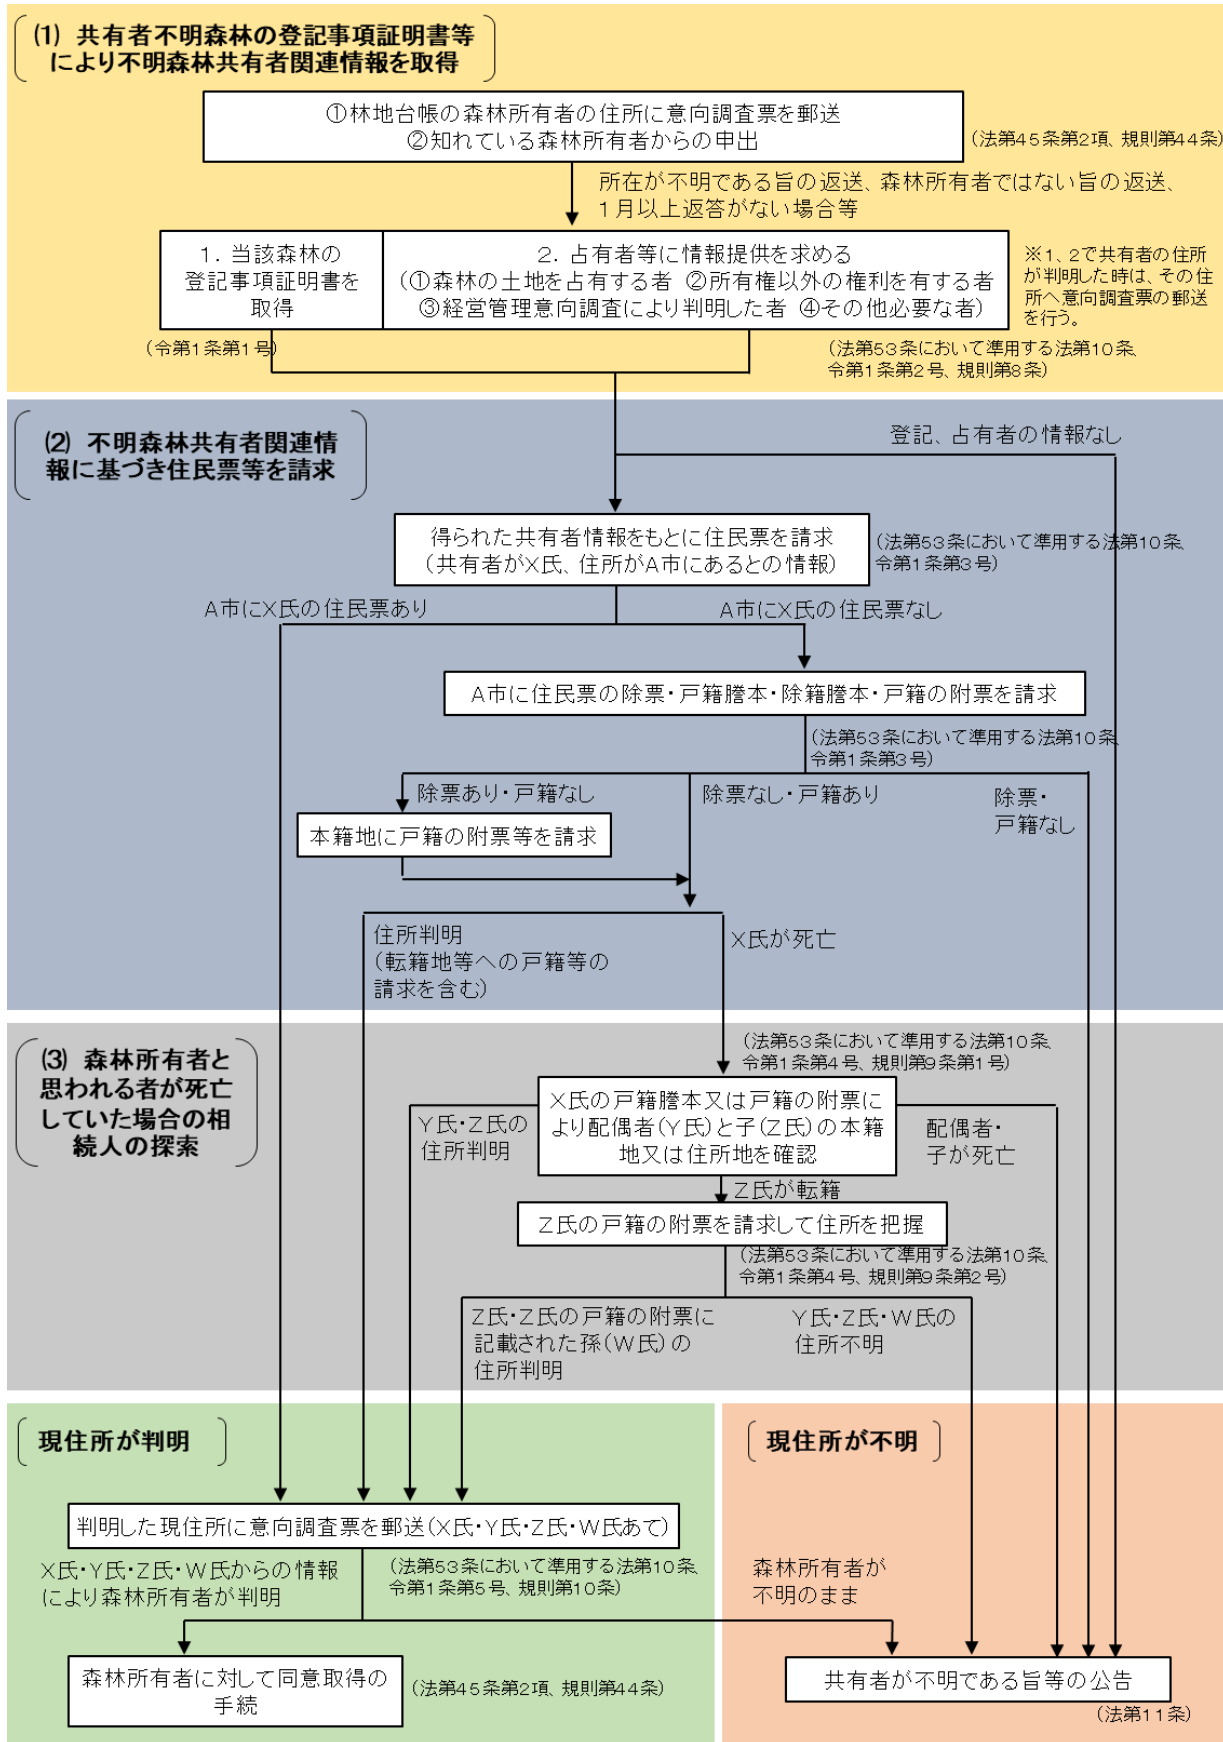 (1) 共有者不明森林の登記事項証明書等
により不明森林共有者関連情報を取得
①林地台帳の森林所有者の住所に意向調査票を郵送
②知れている森林所有者からの申出
(法第45条第2項、規則第44条)
所在が不明である旨の返送、森林所有者ではない旨の返送、
1月以上返答がない場合等
1. 当該森林の
登記事項証明書を
取得
2. 占有者等に情報提供を求める
(①森林の土地を占有する者 ②所有権以外の権利を有する者
③経営管理意向調査により判明した者 ④その他必要な者)
※1、2で共有者の住所
が判明した時は、その住
所へ意向調査票の郵送
を行う。
(令第1条第1号)
(法第53条において準用する法第10条、
令第1条第2号、規則第8条)
(2) 不明森林共有者関連情
報に基づき住民票等を請求
登記、占有者の情報なし
得られた共有者情報をもとに住民票を請求
(共有者がX氏、住所がA市にあるとの情報)
(法第53条において準用する法第10条、
令第1条第3号)
A市にX氏の住民票あり
A市にX氏の住民票なし
A市に住民票の除票・戸籍謄本・除籍謄本・戸籍の附票を請求
(法第53条において準用する法第10条、
令第1条第3号)
除票あり・戸籍なし
除票なし・戸籍あり
除票・
戸籍なし
本籍地に戸籍の附票等を請求
住所判明
(転籍地等への戸籍等の
請求を含む)
X氏が死亡
(3) 森林所有者と
思われる者が死亡
していた場合の相
続人の探索
(法第53条において準用する法第10条、
令第1条第4号、規則第9条第1号)
X氏の戸籍謄本又は戸籍の附票に
より配偶者(Y氏)と子(Z氏)の本籍
地又は住所地を確認
Y氏・Z氏の
住所判明
配偶者・
子が死亡
Z氏が転籍
Z氏の戸籍の附票を請求して住所を把握
(法第53条において準用する法第10条、
令第1条第4号、規則第9条第2号)
Z氏・Z氏の戸籍の附票に
記載された孫(W氏)の
住所判明
Y氏・Z氏・W氏の
住所不明
現住所が判明
現住所が不明
判明した現住所に意向調査票を郵送(X氏・Y氏・Z氏・W氏あて)
X氏・Y氏・Z氏・W氏からの情報
により森林所有者が判明
(法第53条において準用する法第10条、
令第1条第5号、規則第10条)
森林所有者が
不明のまま
森林所有者に対して同意取得の
手続
(法第45条第2項、規則第44条)
共有者が不明である旨等の公告
(法第11条)